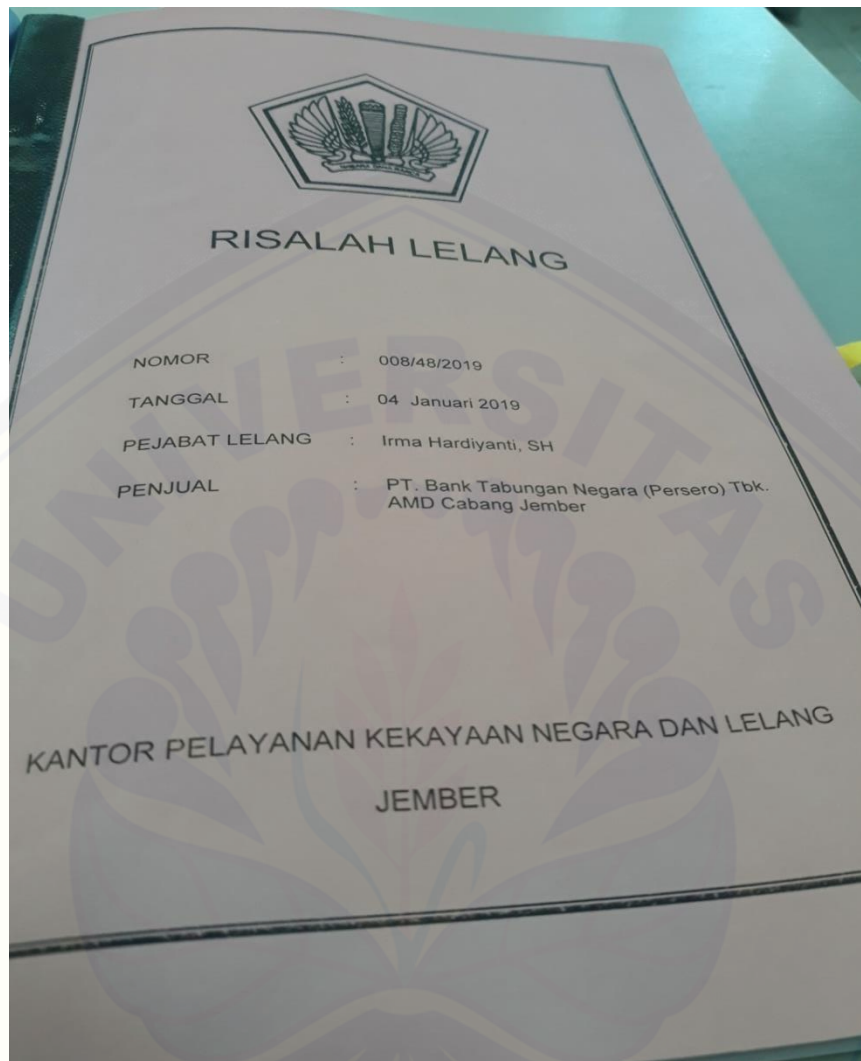 RISALAH LELANG
NOMOR : 008/48/2019
TANGGAL : 04 Januari 2019
PEJABAT LELANG : Irma Hardiyanti, SH
PENJUAL : PT. Bank Tabungan Negara (Persero) Tbk.
AMD Cabang Jember
KANTOR PELAYANAN KEKAYAAN NEGARA DAN LELANG
JEMBER
UNIVERSITAS